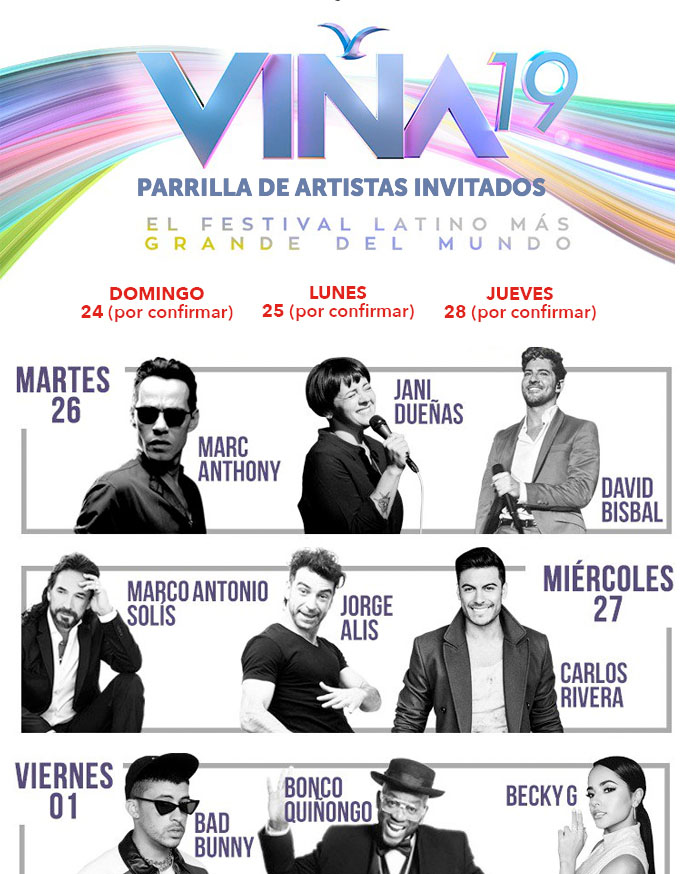 VIÑA19
PARRILLA DE ARTISTAS INVITADOS
EL FESTIVAL LATINO MÁS
GRANDE DEL MUNDO
DOMINGO
24 (por confirmar)
LUNES
25 (por confirmar)
JUEVES
28 (por confirmar)
MARTES
26
MARC
ANTHONY
JANI
DUEÑAS
DAVID
BISBAL
MARCO ANTONIO
SOLÍS
JORGE
ALIS
MIÉRCOLES
27
CARLOS
RIVERA
VIERNES
01
BAD
BUNNY
BONCO
QUIÑONGO
BECKY G